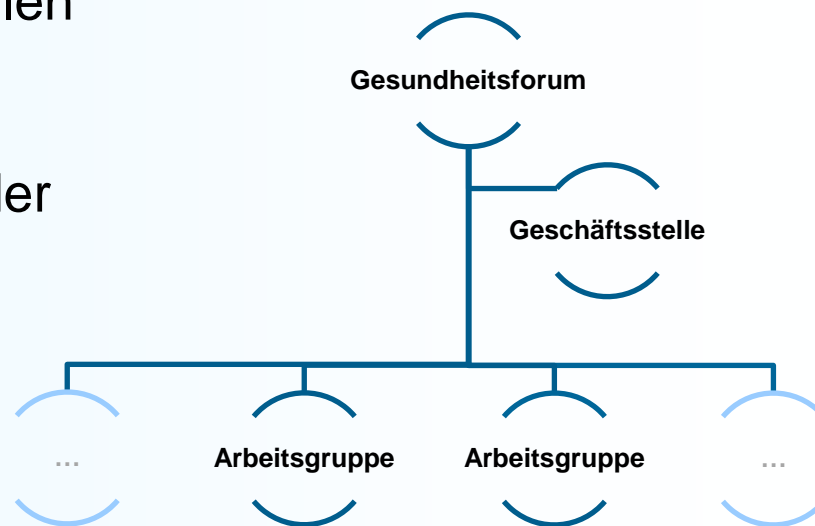 Gesundheitsforum
Geschäftsstelle
… Arbeitsgruppe Arbeitsgruppe …